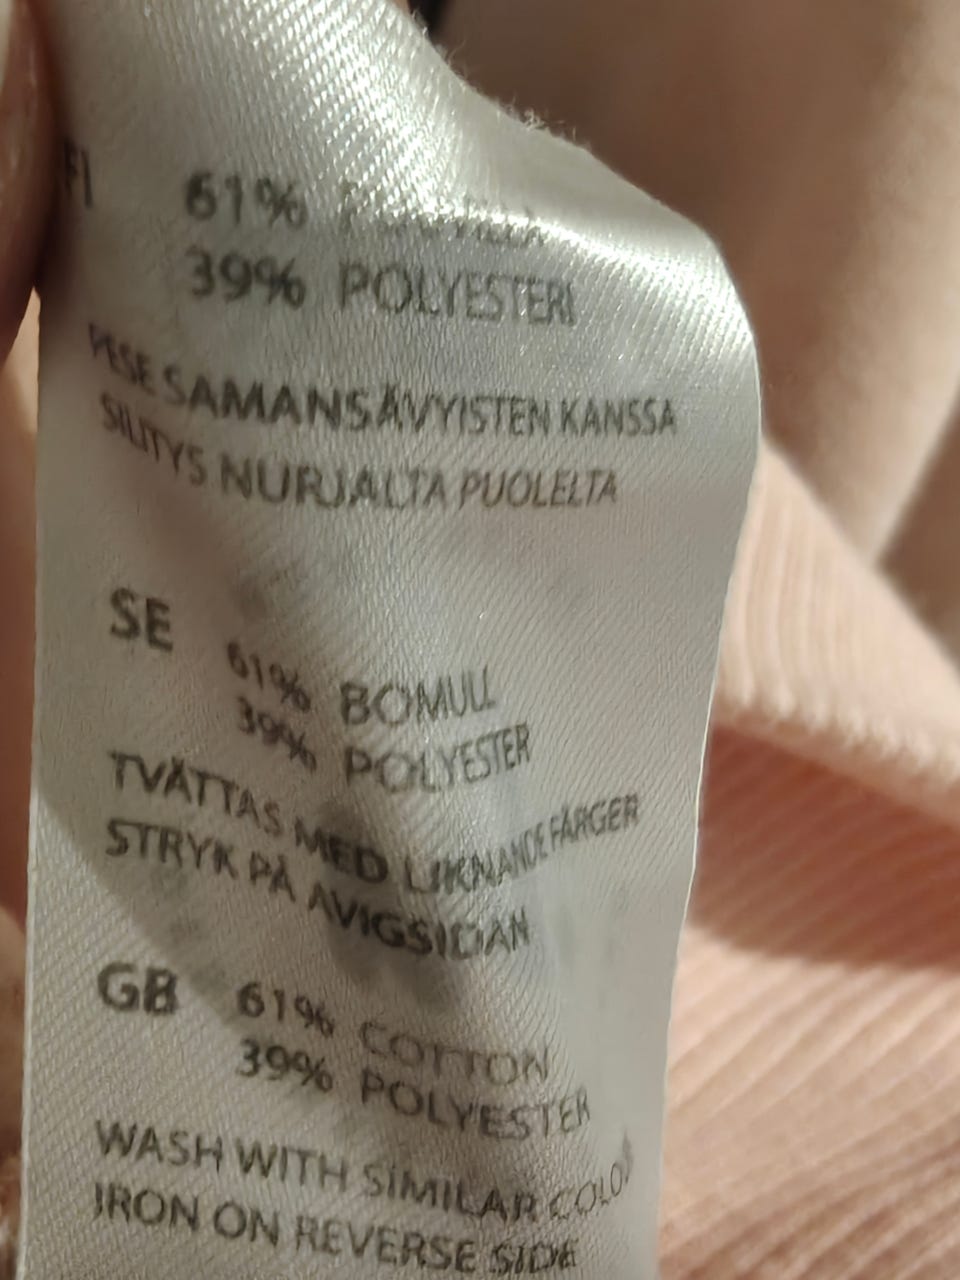 FI
61%
39% POLYESTERI
PESE SAMANSÄVYISTEN KANSSA
SILITYS NURJALTA PUOLELTA
SE
61% BOMULL
39% POLYESTER
TVÄTTAS MED LIKNANDE FÄRGER
STRYK PÅ AVIGSIDAN
GB 61% COTTON
39% POLYESTER
WASH WITH SIMILAR
IRON ON REVERSE SIDE